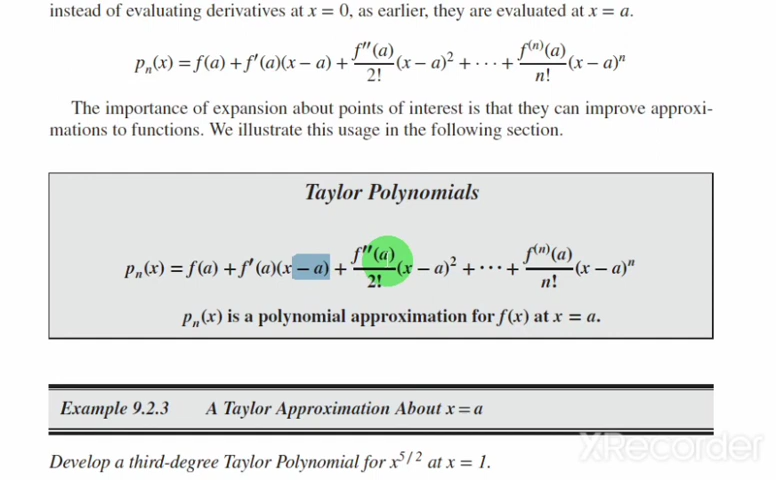 instead of evaluating derivatives at x = 0, as earlier, they are evaluated at x = a.
pₙ(x) = f(a) + f′(a)(x − a) + f″(a)/2! (x − a)² + · · · + f⁽ⁿ⁾(a)/n! (x − a)ⁿ
The importance of expansion about points of interest is that they can improve approxi-
mations to functions. We illustrate this usage in the following section.
Taylor Polynomials
pₙ(x) = f(a) + f′(a)(x − a) + f″(a)/2! (x − a)² + · · · + f⁽ⁿ⁾(a)/n! (x − a)ⁿ
pₙ(x) is a polynomial approximation for f(x) at x = a.
Example 9.2.3 A Taylor Approximation About x = a
XRecorder
Develop a third-degree Taylor Polynomial for x⁵ᐟ² at x = 1.